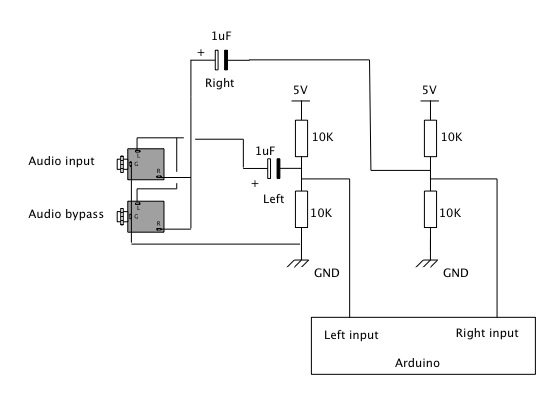 1uF
+
Right
5V
5V
10K
10K
1uF
+
Left
L
G
R
Audio input
L
G
R
Audio bypass
10K
10K
GND
GND
Left input
Right input
Arduino